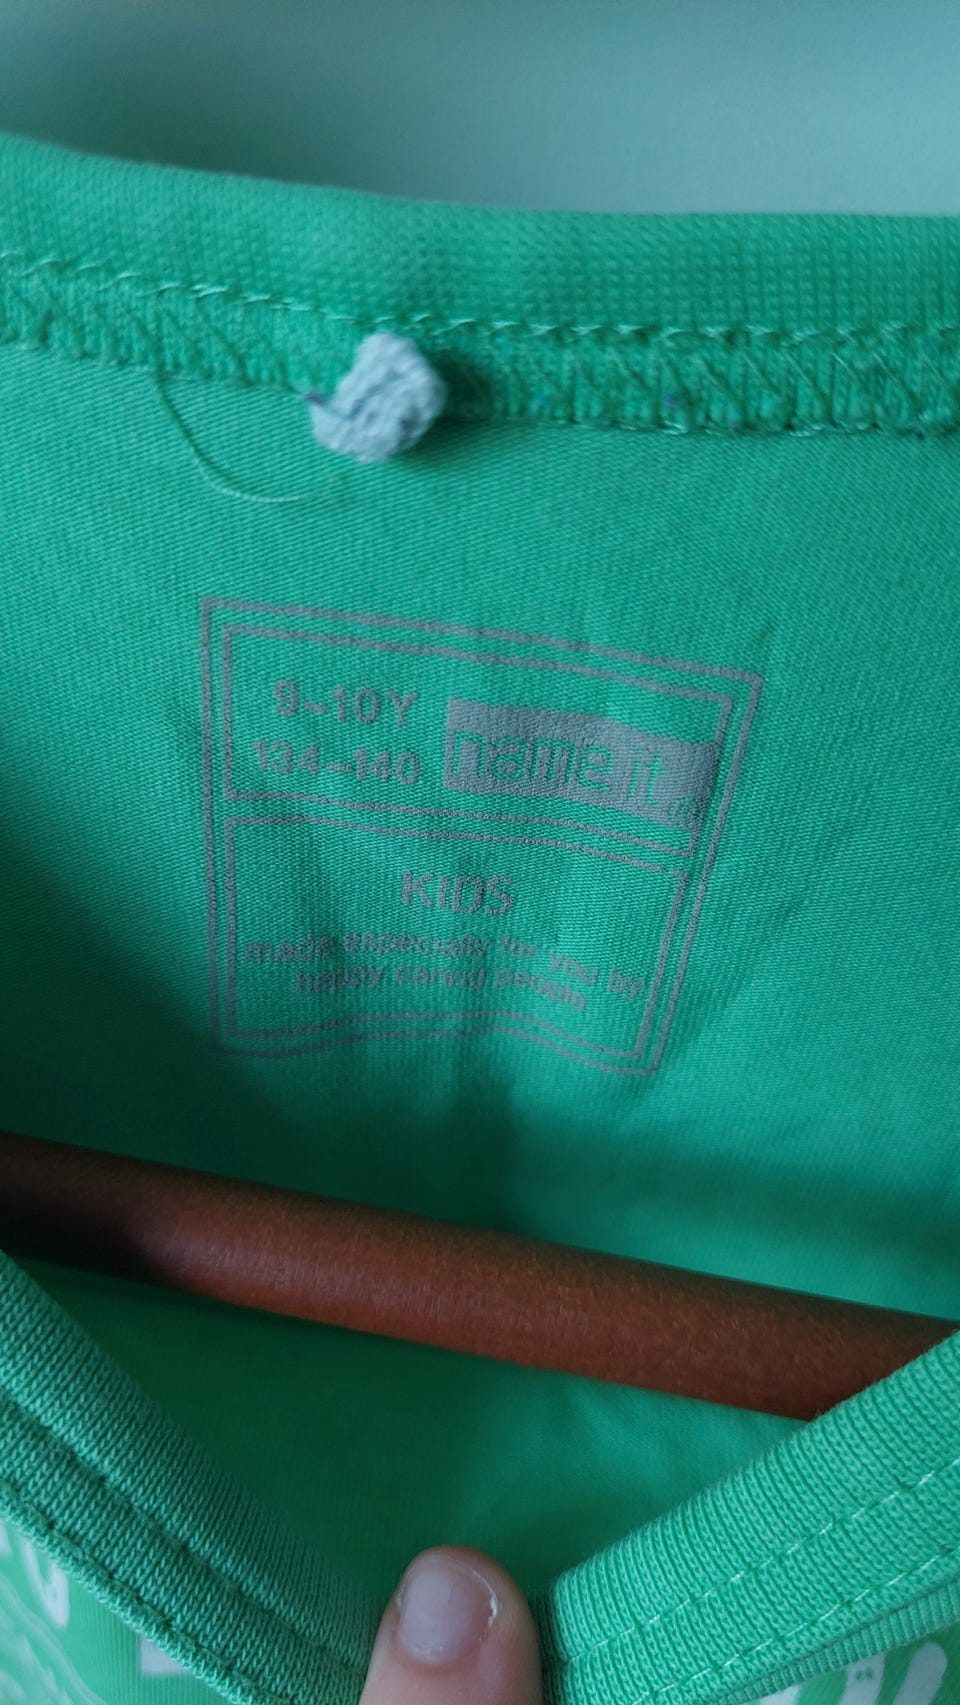 9-10Y
134-140
name it
KIDS
made especially for you by
happy caring people